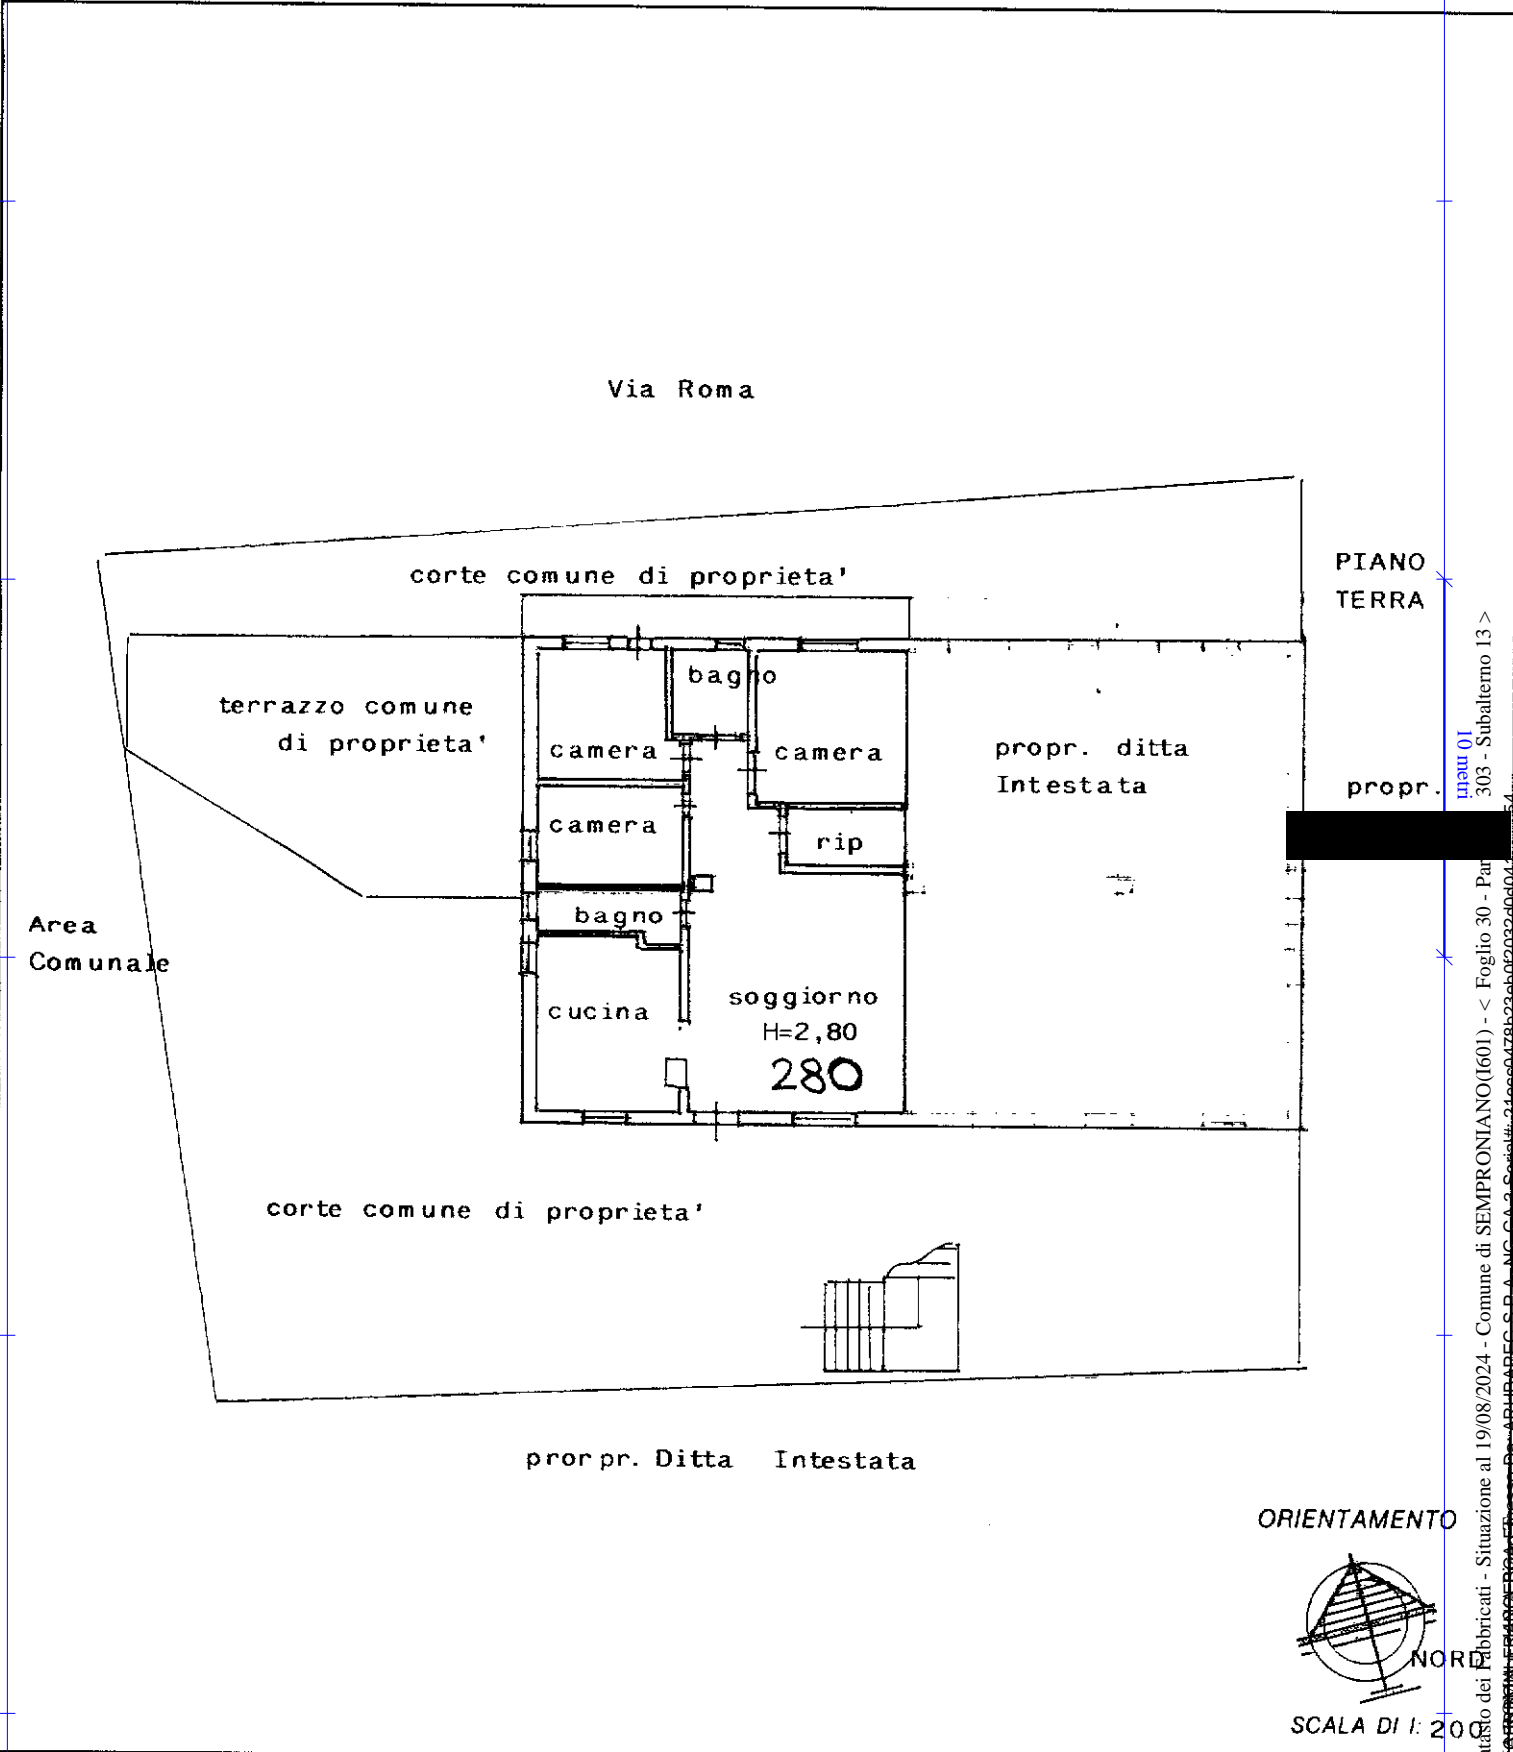 Via Roma
corte comune di proprieta'
PIANO
TERRA
bagno
terrazzo comune
di proprieta'
camera
camera
propr. ditta
Intestata
propr.
camera
rip
bagno
Area
Comunale
cucina
soggiorno
H=2,80
280
corte comune di proprieta'
prorpr. Ditta Intestata
ORIENTAMENTO
NORD
SCALA DI I: 200
10 metri
tasto dei Fabbricati - Situazione al 19/08/2024 - Comune di SEMPRONIANO(I601) - < Foglio 30 - Par 303 - Subalterno 13 >